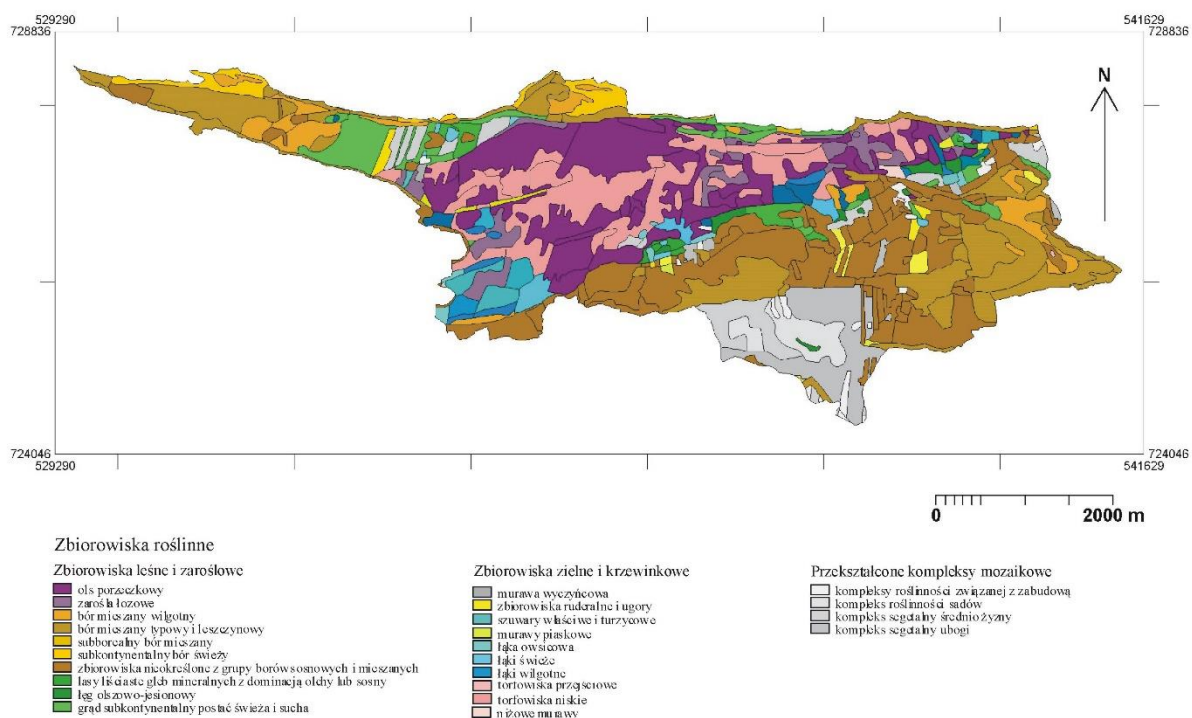 529290
541629
728836
728836
N
724046
724046
529290
541629
0
2000 m
Zbiorowiska roślinne
Zbiorowiska leśne i zaroślowe
ols porzeczkowy
zarośla łozowe
bór mieszany wilgotny
bór mieszany typowy i leszczynowy
subborealny bór mieszany
subkontynentalny bór świeży
zbiorowiska nieokreślone z grupy borów sosnowych i mieszanych
łasy liściaste gleb mineralnych z dominacją olchy lub sosny
łęg olszowo-jesionowy
grąd subkontynentalny postać świeża i sucha
Zbiorowiska zielne i krzewinkowe
murawa wyczyńcowa
zbiorowiska ruderalne i ugory
szuwary właściwe i turzycowe
murawy piaskowe
łąka owsicowa
łąki świeże
łąki wilgotne
torfowiska przejściowe
torfowiska niskie
niżowe murawy
Przekształcone kompleksy mozaikowe
kompleksy roślinności związanej z zabudową
kompleks roślinności sadów
kompleks segetalny średnio żyzny
kompleks segetalny ubogi